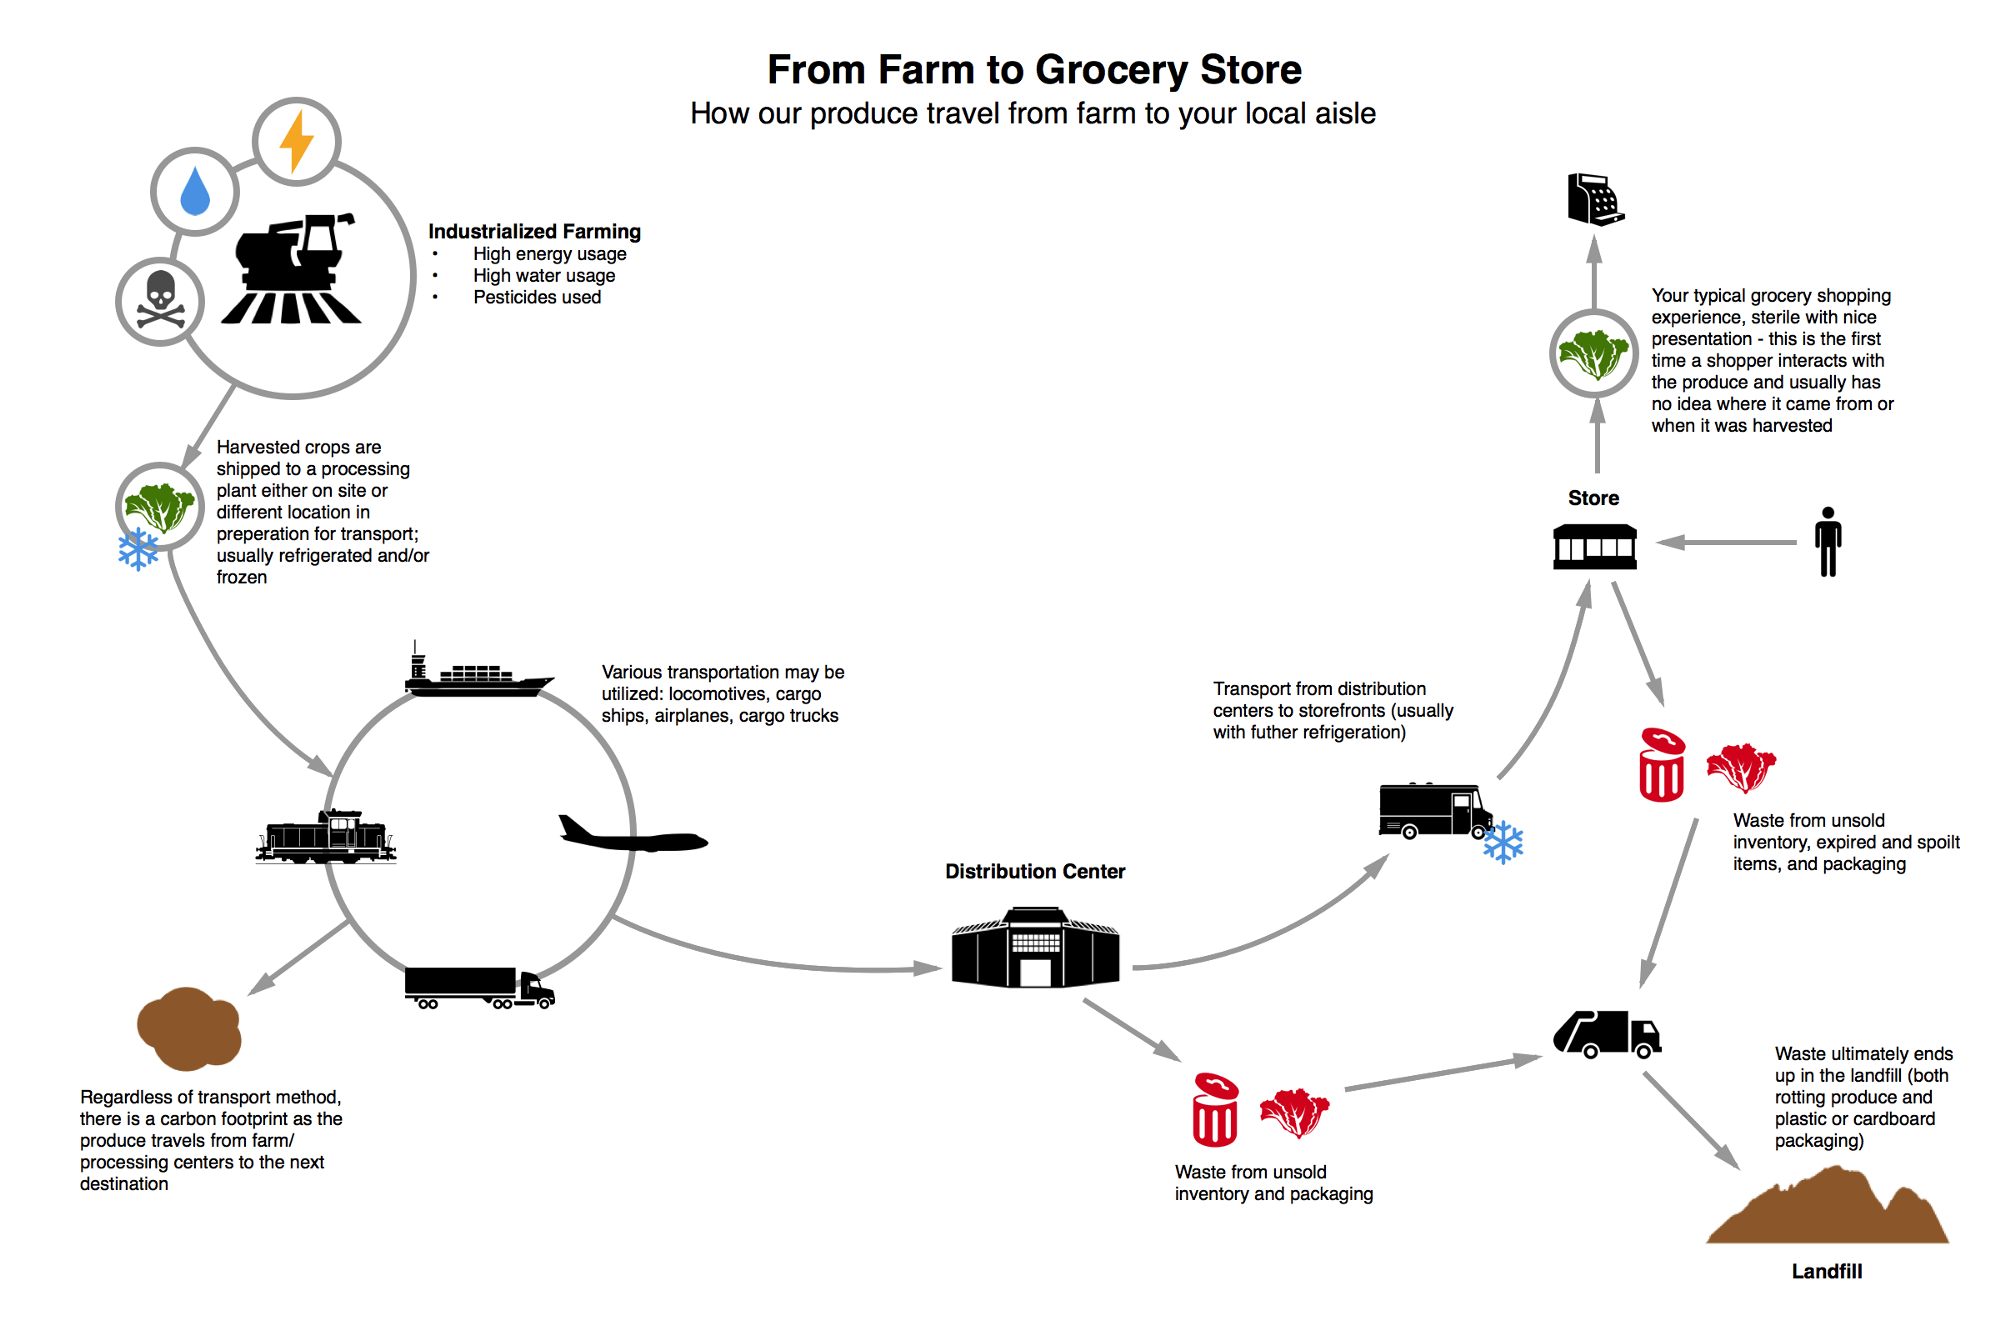 From Farm to Grocery Store
How our produce travel from farm to your local aisle
Industrialized Farming
• High energy usage
• High water usage
• Pesticides used
Harvested crops are
shipped to a processing
plant either on site or
different location in
preperation for transport;
usually refrigerated and/or
frozen
Various transportation may be
utilized: locomotives, cargo
ships, airplanes, cargo trucks
Regardless of transport method,
there is a carbon footprint as the
produce travels from farm/
processing centers to the next
destination
Distribution Center
Waste from unsold
inventory and packaging
Transport from distribution
centers to storefronts (usually
with futher refrigeration)
Store
Your typical grocery shopping
experience, sterile with nice
presentation - this is the first
time a shopper interacts with
the produce and usually has
no idea where it came from or
when it was harvested
Waste from unsold
inventory, expired and spoilt
items, and packaging
Waste ultimately ends
up in the landfill (both
rotting produce and
plastic or cardboard
packaging)
Landfill